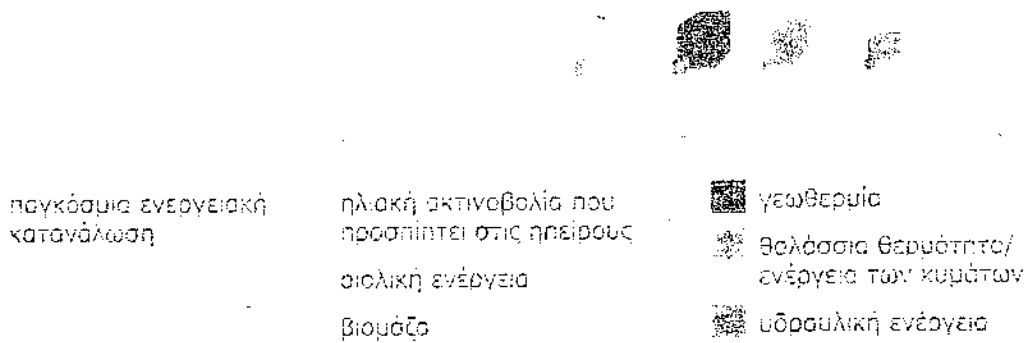 παγκόσμια ενεργειακή
κατανάλωση
ηλιακή ακτινοβολία που
προσπίπτει στις ηπείρους
αιολική ενέργεια
βιομάζα
γεωθερμία
θαλάσσια θερμότητα/
ενέργεια των κυμάτων
υδραυλική ενέργεια